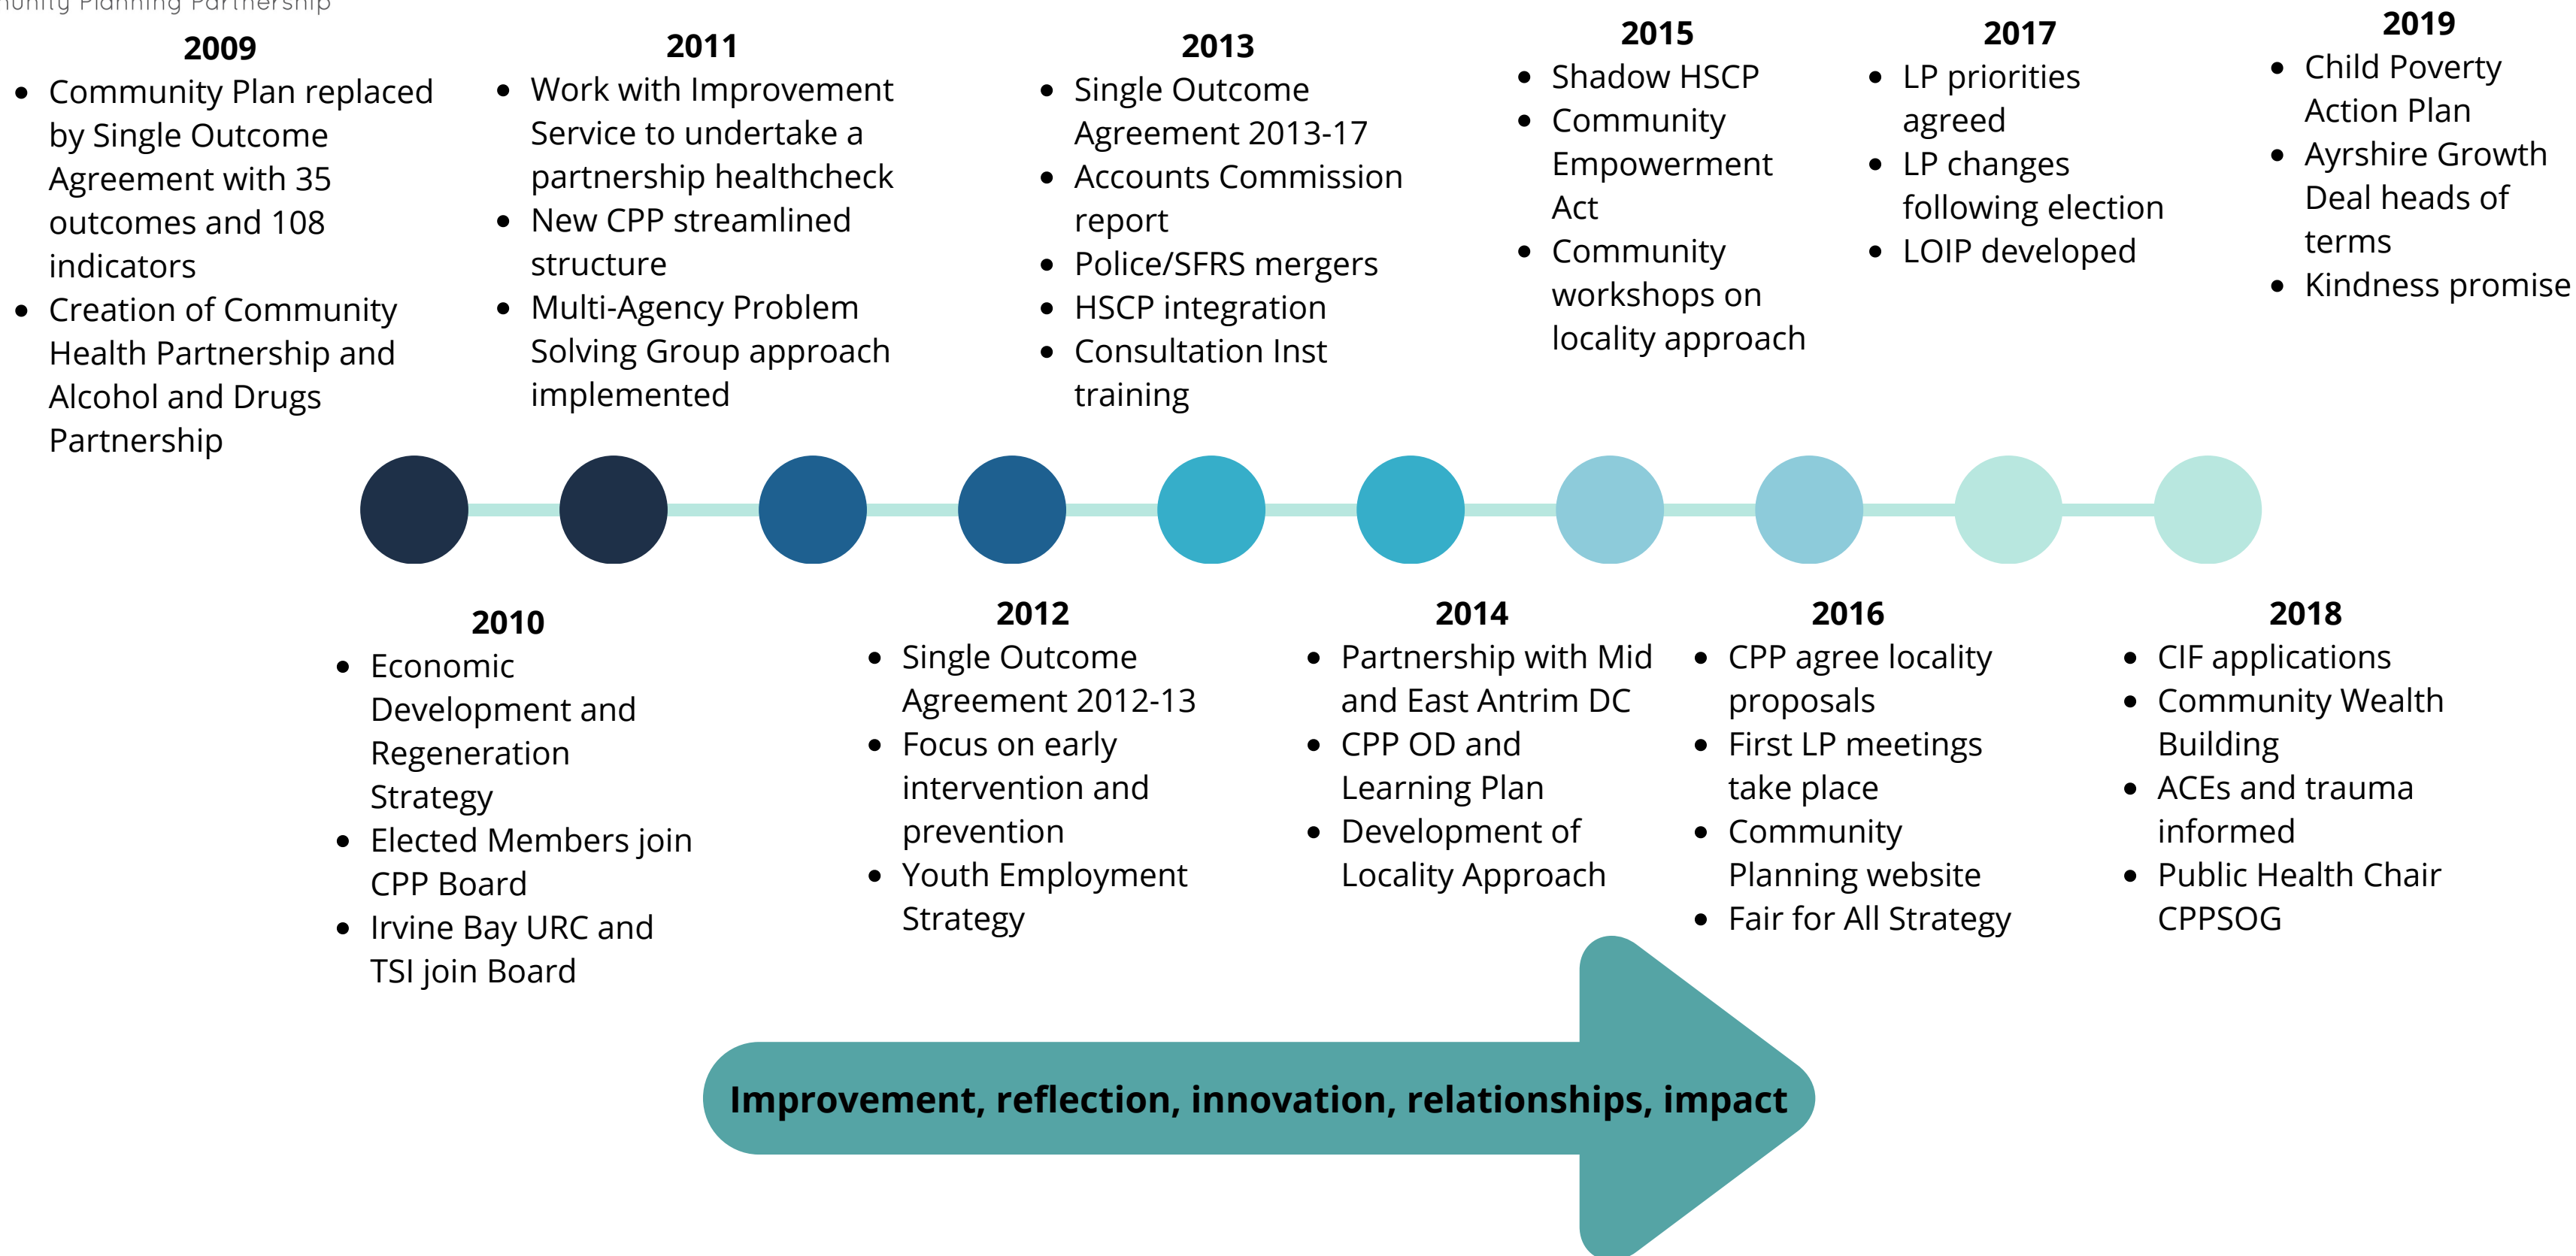 Planning Partnership
2009
• Community Plan replaced
by Single Outcome
Agreement with 35
outcomes and 108
indicators
• Creation of Community
Health Partnership and
Alcohol and Drugs
Partnership
2011
• Work with Improvement
Service to undertake a
partnership healthcheck
• New CPP streamlined
structure
• Multi-Agency Problem
Solving Group approach
implemented
2013
• Single Outcome
Agreement 2013-17
• Accounts Commission
report
• Police/SFRS mergers
• HSCP integration
• Consultation Inst
training
2015
• Shadow HSCP
• Community
Empowerment
Act
• Community
workshops on
locality approach
2017
• LP priorities
agreed
• LP changes
following election
• LOIP developed
2019
• Child Poverty
Action Plan
• Ayrshire Growth
Deal heads of
terms
• Kindness promise
2010
• Economic
Development and
Regeneration
Strategy
• Elected Members join
CPP Board
• Irvine Bay URC and
TSI join Board
2012
• Single Outcome
Agreement 2012-13
• Focus on early
intervention and
prevention
• Youth Employment
Strategy
2014
• Partnership with Mid
and East Antrim DC
• CPP OD and
Learning Plan
• Development of
Locality Approach
2016
• CPP agree locality
proposals
• First LP meetings
take place
• Community
Planning website
• Fair for All Strategy
2018
• CIF applications
• Community Wealth
Building
• ACEs and trauma
informed
• Public Health Chair
CPPSOG
Improvement, reflection, innovation, relationships, impact